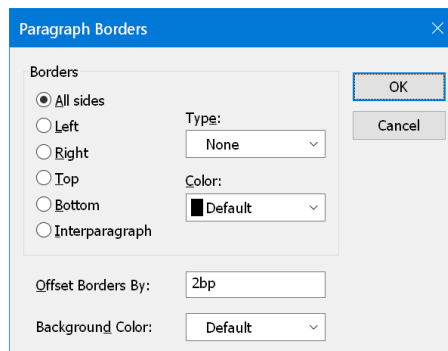 Paragraph Borders
Borders
All sides
Left
Right
Top
Bottom
Interparagraph
Type:
None
Color:
Default
OK
Cancel
Offset Borders By:
2bp
Background Color:
Default